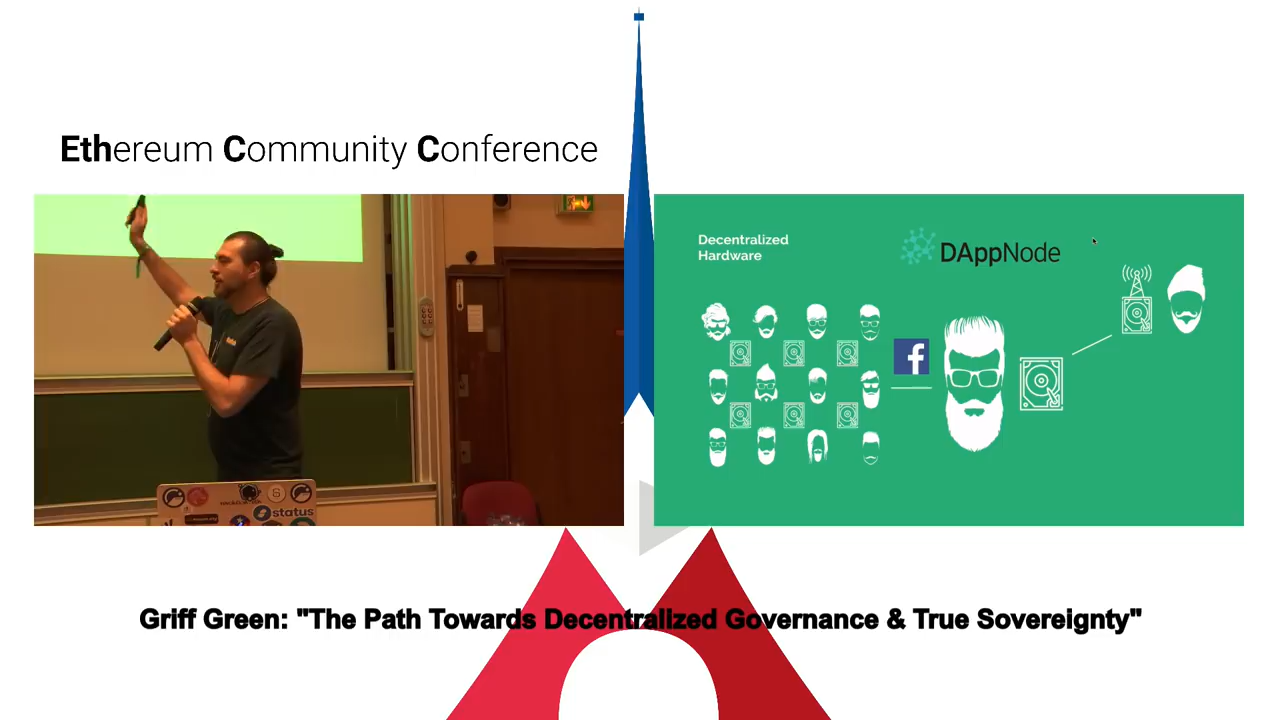 Ethereum Community Conference
Decentralized
Hardware
DAppNode
f
status
Griff Green: "The Path Towards Decentralized Governance & True Sovereignty"